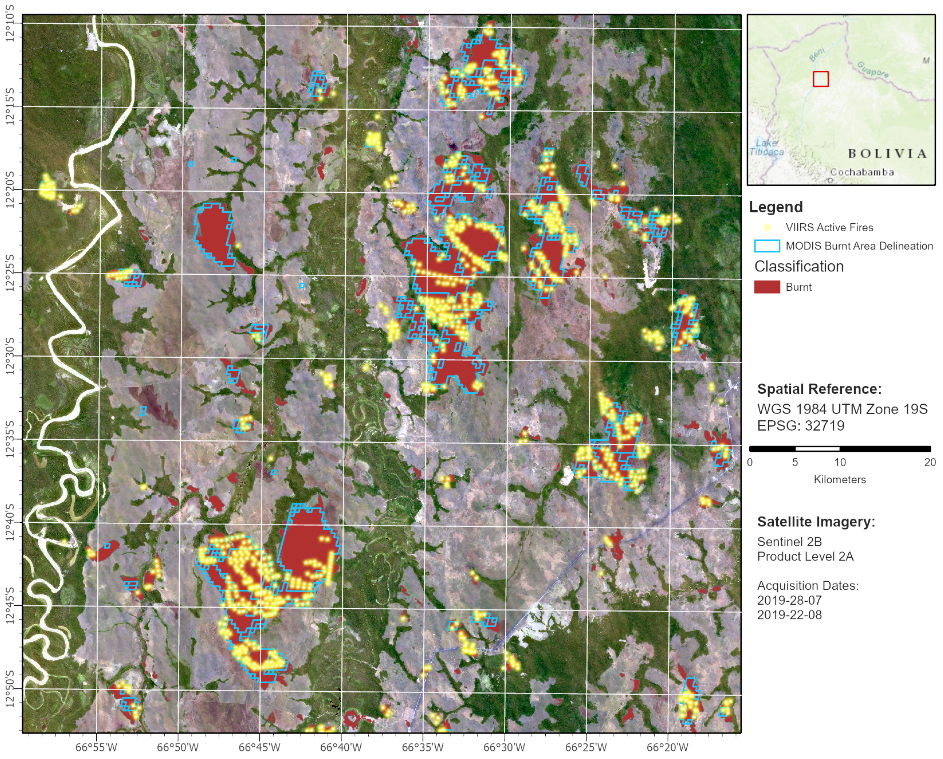 12°10'S
12°15'S
12°20'S
12°25'S
12°30'S
12°35'S
12°40'S
12°45'S
12°50'S
66°55'W
66°50'W
66°45'W
66°40'W
66°35'W
66°30'W
66°25'W
66°20'W
Beni
Guapore
M
Lake
Titicaca
BOLIVIA
Cochabamba
Legend
VIIRS Active Fires
MODIS Burnt Area Delineation
Classification
Burnt
Spatial Reference:
WGS 1984 UTM Zone 19S
EPSG: 32719
0 5 10 20
Kilometers
Satellite Imagery:
Sentinel 2B
Product Level 2A
Acquisition Dates:
2019-28-07
2019-22-08